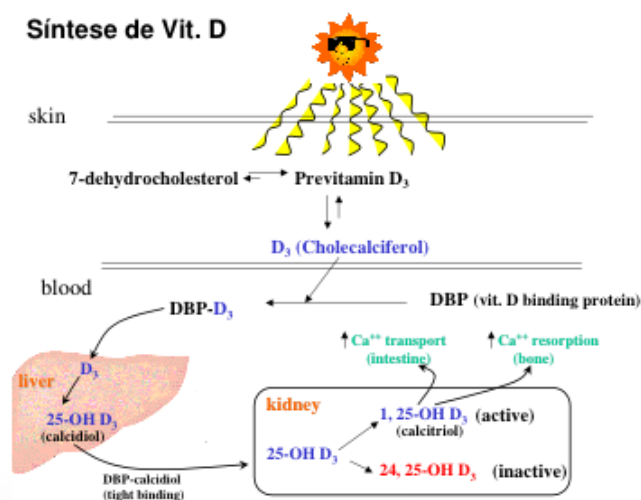 Síntese de Vit. D
skin
7-dehydrocholesterol Previtamin D₃
D₃ (Cholecalciferol)
blood
DBP-D₃ DBP (vit. D binding protein)
Ca⁺⁺ transport
(intesting)
Ca⁺⁺ resorption
(bone)
liver
D₃
25-OH D₃
(calcidiol)
kidney
1, 25-OH D₃ (active)
(calcitriol)
25-OH D₃
24, 25-OH D₃ (inactive)
DBP-calcidiol
(tight binding)